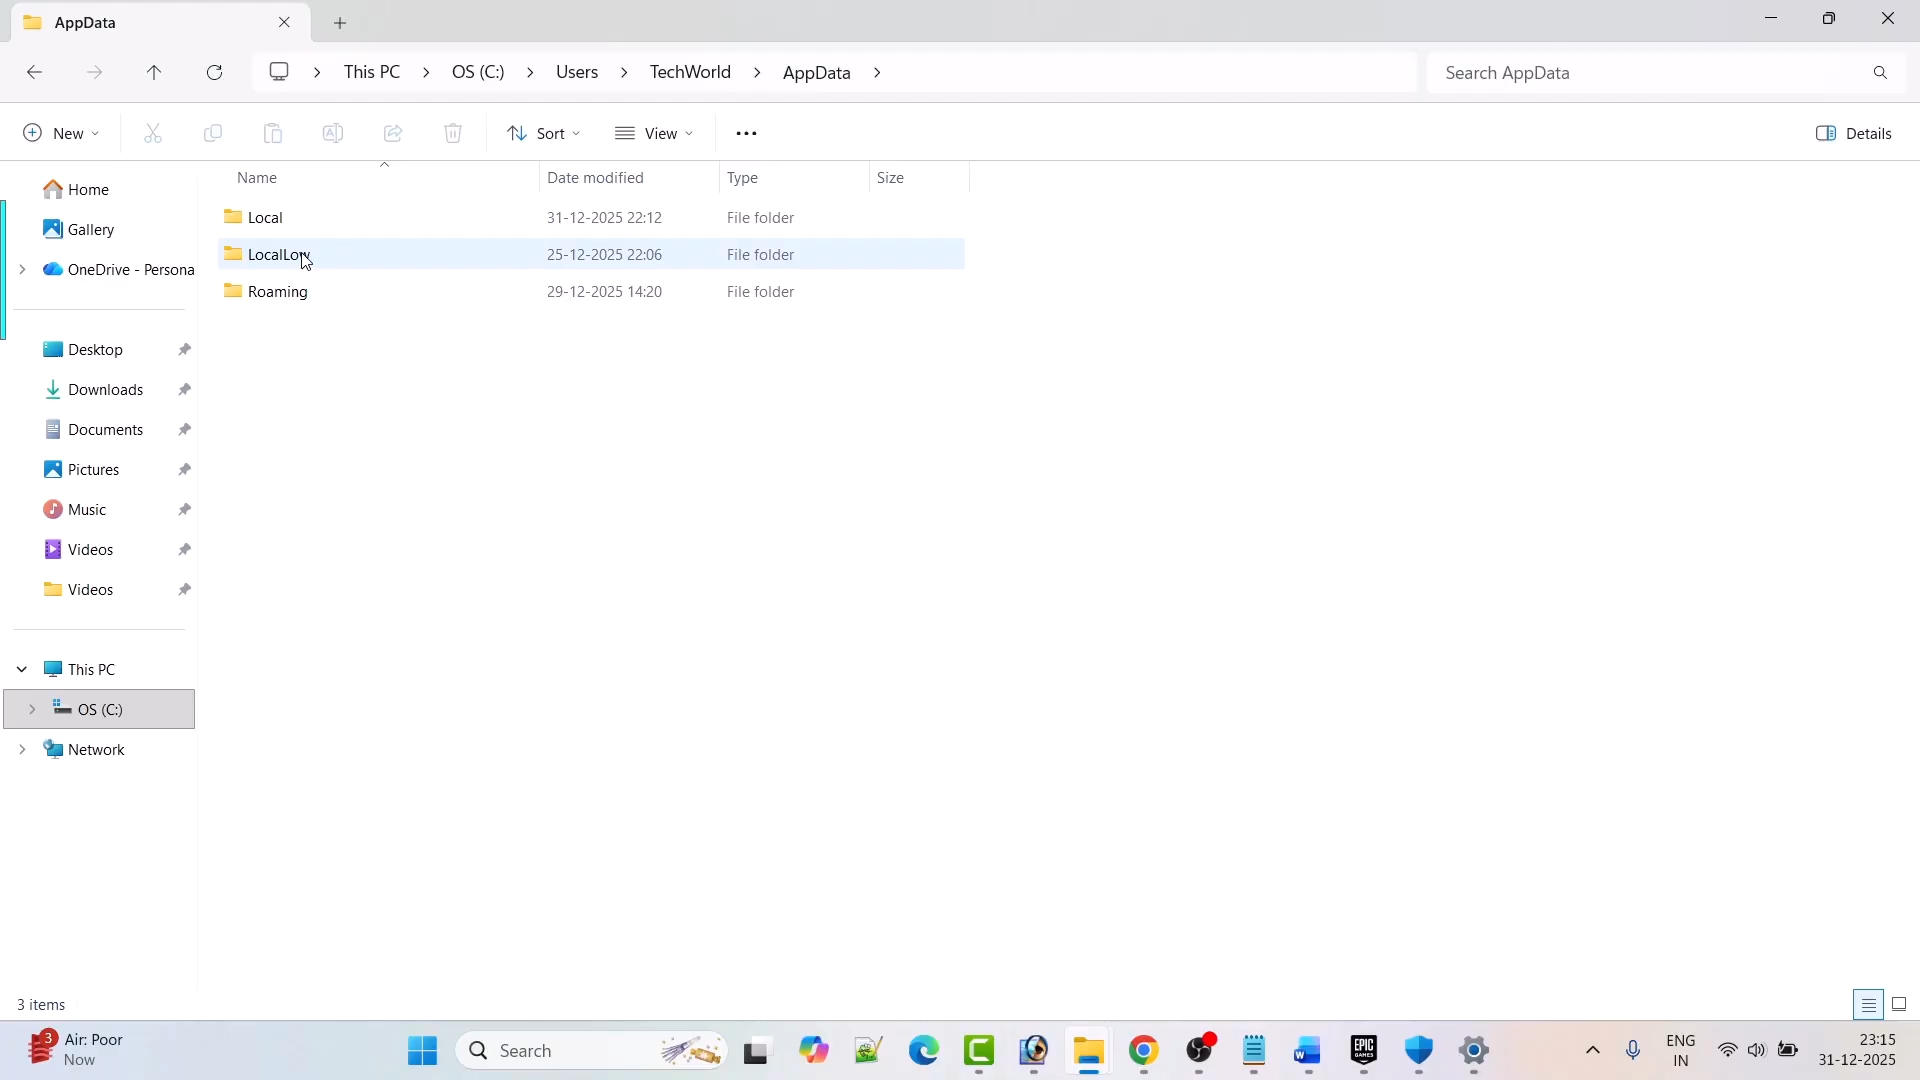 AppData
This PC
OS (C:)
Users
TechWorld
AppData
Search AppData
New
Sort
View
Details
Name
Date modified
Type
Size
Local
31-12-2025 22:12
File folder
LocalLow
25-12-2025 22:06
File folder
Roaming
29-12-2025 14:20
File folder
Home
Gallery
OneDrive - Persona
Desktop
Downloads
Documents
Pictures
Music
Videos
Videos
This PC
OS (C:)
Network
3 items
3
Air: Poor
Now
Search
EPIC
GAMES
ENG
IN
23:15
31-12-2025